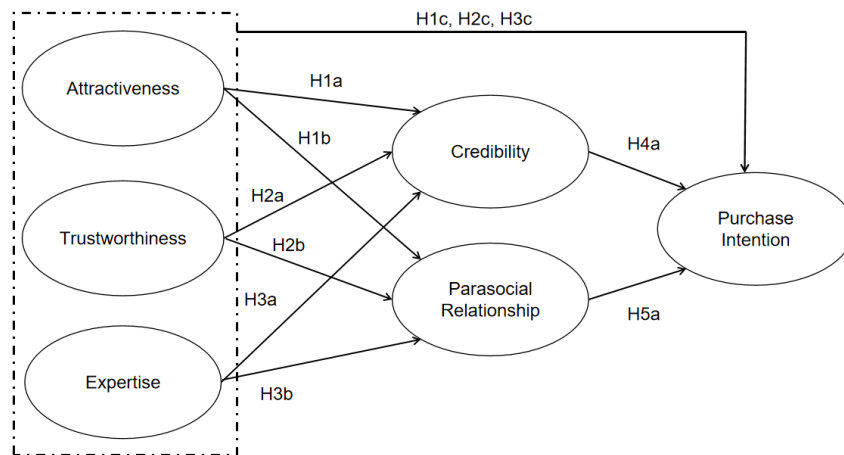 H1c, H2c, H3c
Attractiveness
H1a
H1b
Credibility
H4a
H2a
Trustworthiness
H2b
Purchase
Intention
H3a
Parasocial
Relationship
H5a
Expertise
H3b